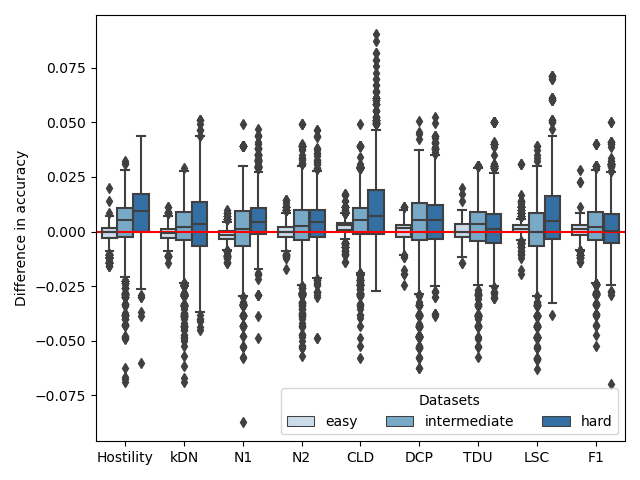 Difference in accuracy
0.075
0.050
0.025
0.000
−0.025
−0.050
−0.075
Datasets
easy intermediate hard
Hostility kDN N1 N2 CLD DCP TDU LSC F1